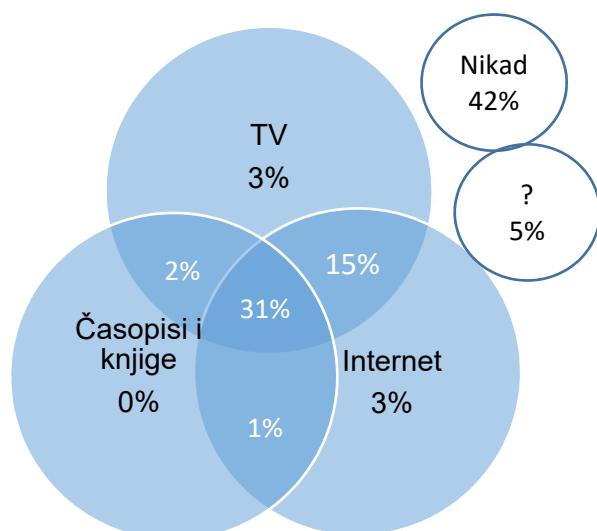 Nikad
42%
TV
3%
?
5%
2%
15%
31%
Časopisi i
knjige
0%
Internet
3%
1%